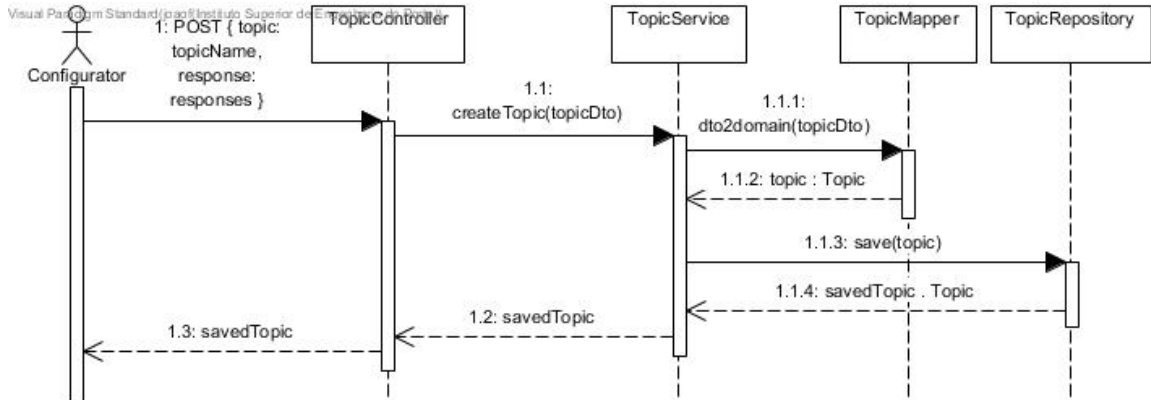 Visual Paradigm Standard(joaof(Instituto Superior de Engenharia do Porto))
TopicController
TopicService
TopicMapper
TopicRepository
Configurator
1: POST { topic:
topicName,
response:
responses }
1.1:
createTopic(topicDto)
1.1.1:
dto2domain(topicDto)
1.1.2: topic : Topic
1.1.3: save(topic)
1.1.4: savedTopic . Topic
1.2: savedTopic
1.3: savedTopic